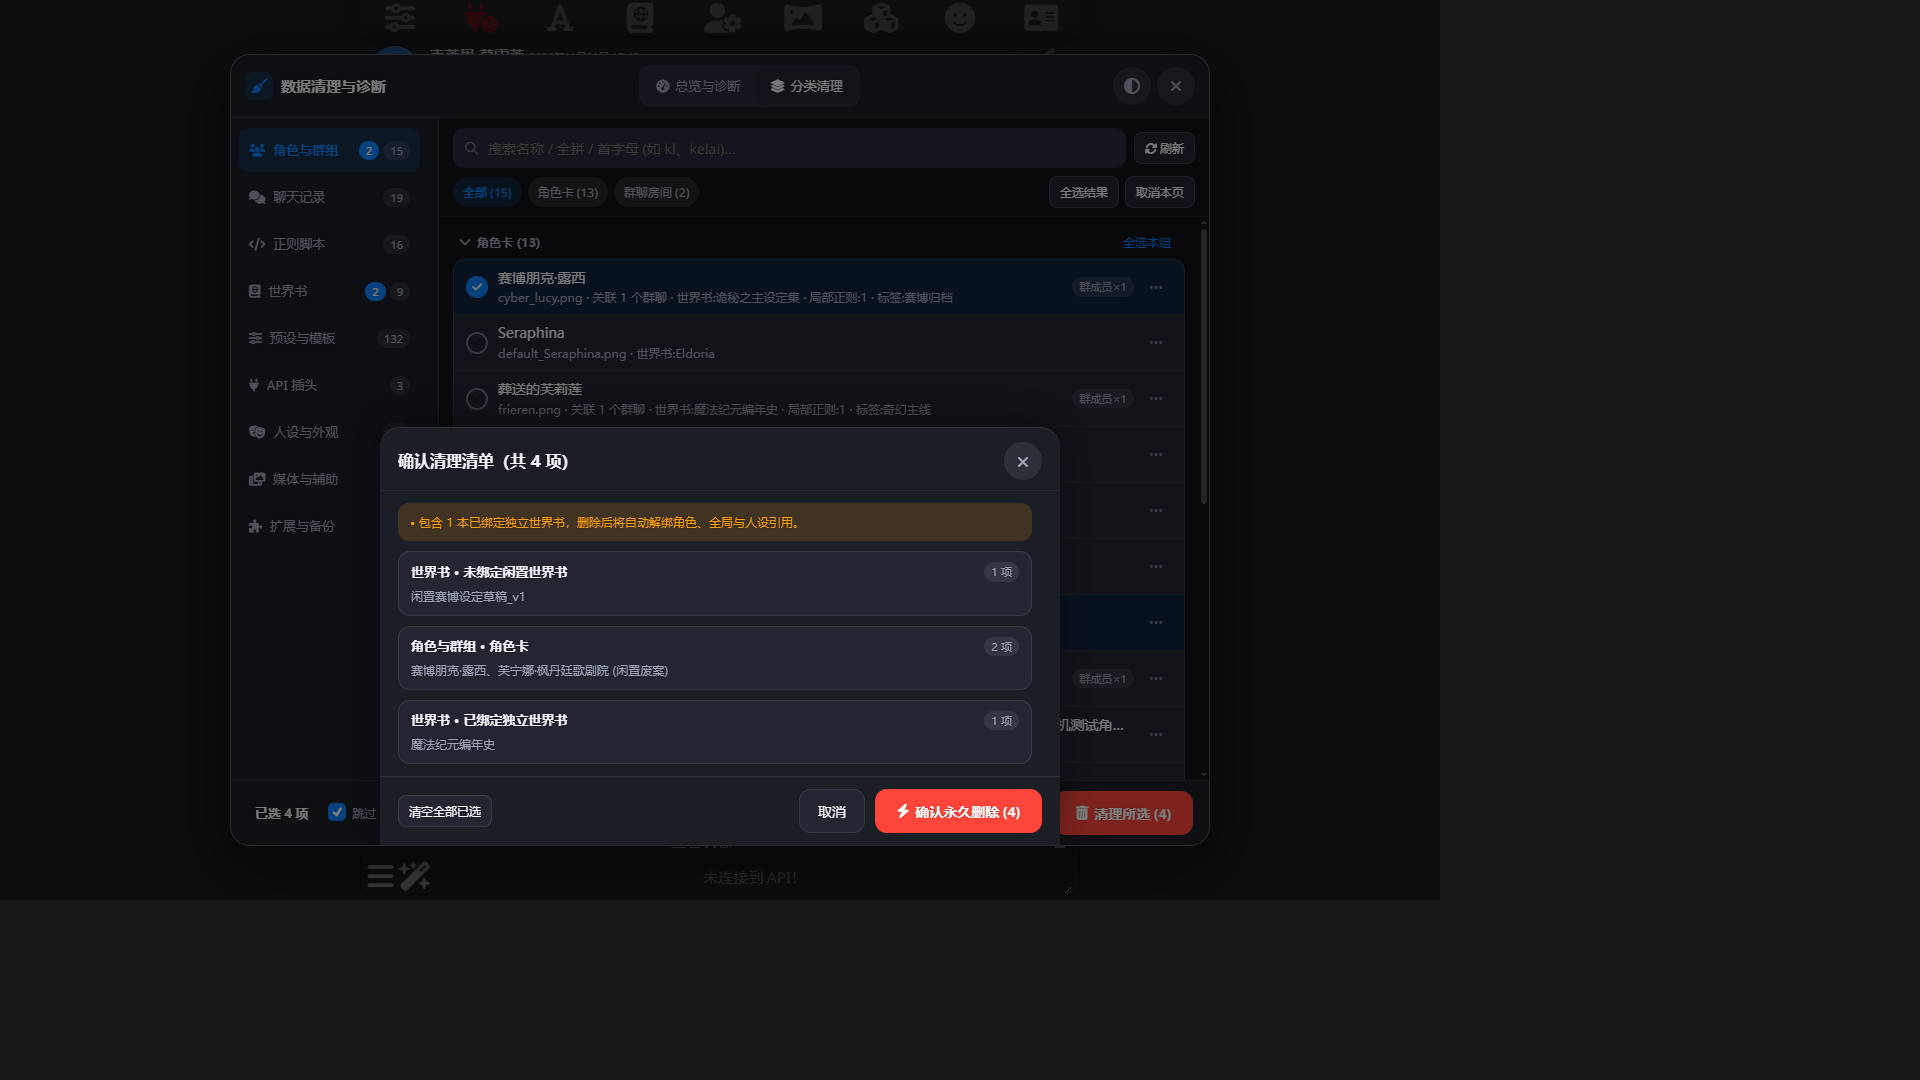 数据清理与诊断
总览与诊断
分类清理
角色与群组 2 15
聊天记录 19
正则脚本 16
世界书 2 9
预设与模板 132
API 插头 3
人设与外观
媒体与辅助
扩展与备份
搜索名称 / 全拼 / 首字母 (如 kl、kelai)...
刷新
全部 (15)
角色卡 (13)
群聊房间 (2)
全选结果
取消本页
角色卡 (13)
全选本组
赛博朋克·露西
cyber_lucy.png · 关联 1 个群聊 · 世界书:诡秘之主设定集 · 局部正则:1 · 标签:赛博归档
群成员×1
Seraphina
default_Seraphina.png · 世界书:Eldoria
葬送的芙莉莲
frieren.png · 关联 1 个群聊 · 世界书:魔法纪元编年史 · 局部正则:1 · 标签:奇幻主线
群成员×1
群成员×1
机测试角...
确认清理清单（共 4 项）
• 包含 1 本已绑定独立世界书，删除后将自动解绑角色、全局与人设引用。
世界书 • 未绑定闲置世界书
1 项
闲置赛博设定草稿_v1
角色与群组 • 角色卡
2 项
赛博朋克·露西、芙宁娜·枫丹廷歌剧院 (闲置废案)
世界书 • 已绑定独立世界书
1 项
魔法纪元编年史
清空全部已选
取消
确认永久删除 (4)
已选 4 项
跳过
清理所选 (4)
未连接到 API!